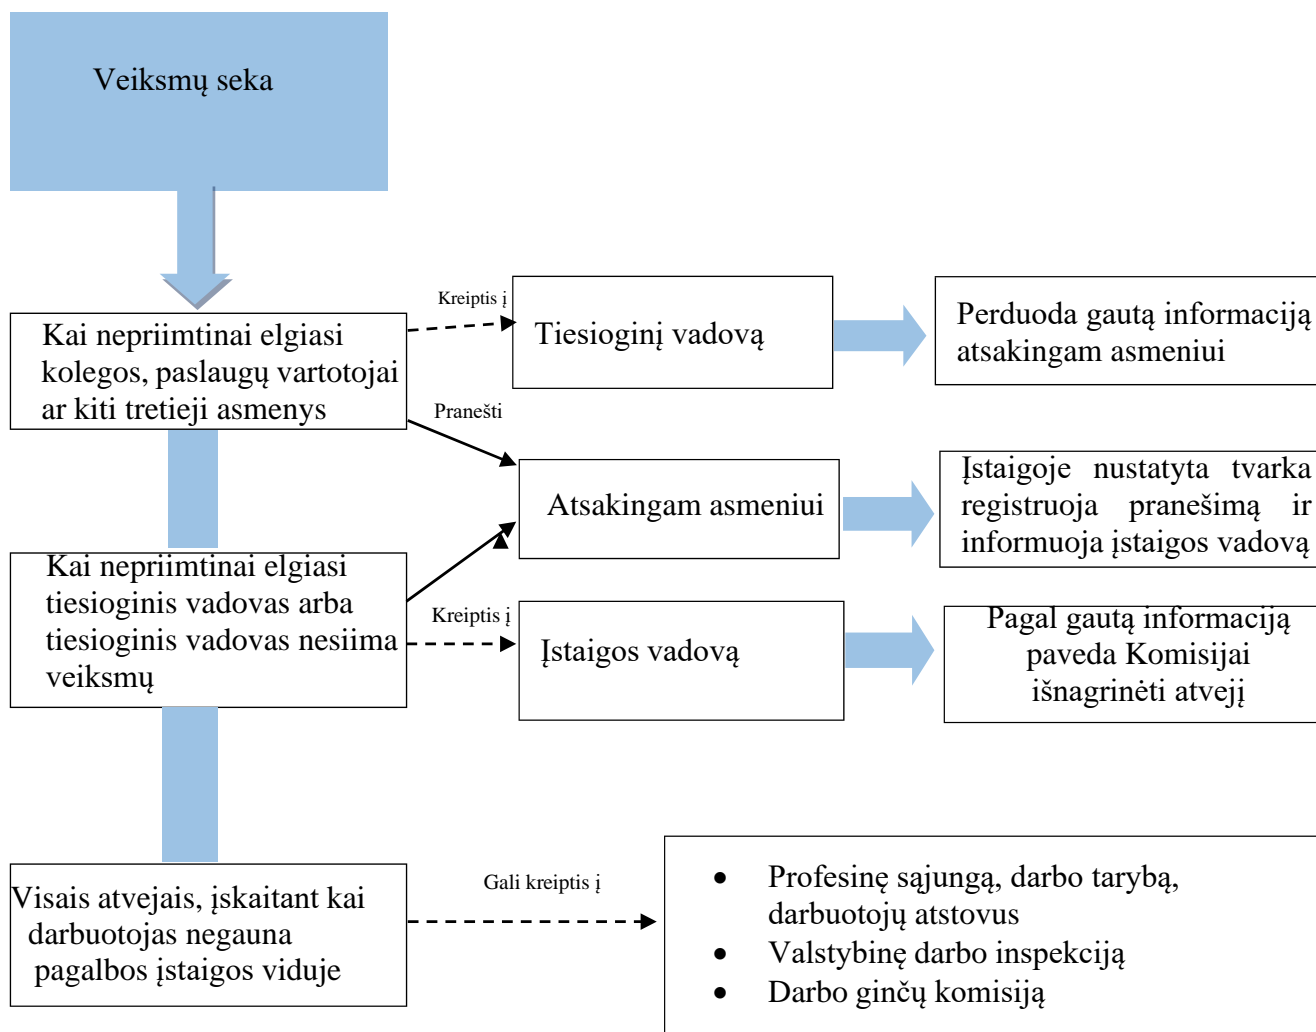 Veiksmų seka
Kai nepriimtinai elgiasi
kolegos, paslaugų vartotojai
ar kiti tretieji asmenys
Kreiptis į
Tiesioginį vadovą
Perduoda gautą informaciją
atsakingam asmeniui
Pranešti
Atsakingam asmeniui
Įstaigoje nustatyta tvarka
registruoja pranešimą ir
informuoja įstaigos vadovą
Kai nepriimtinai elgiasi
tiesioginis vadovas arba
tiesioginis vadovas nesiima
veiksmų
Kreiptis į
Įstaigos vadovą
Pagal gautą informaciją
paveda Komisijai
išnagrinėti atvejį
Visais atvejais, įskaitant kai
darbuotojas negauna
pagalbos įstaigos viduje
Gali kreiptis į
• Profesinę sąjungą, darbo tarybą,
darbuotojų atstovus
• Valstybinę darbo inspekciją
• Darbo ginčų komisiją